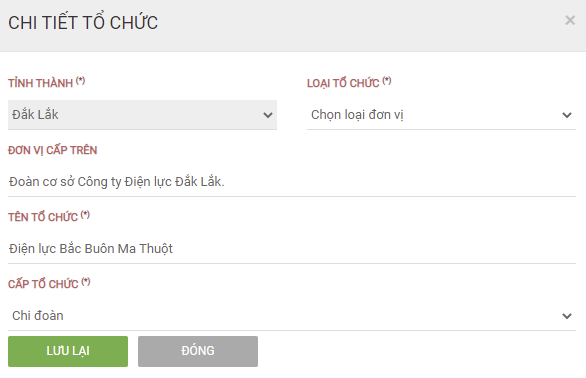 CHI TIẾT TỔ CHỨC ×
TỈNH THÀNH (*) LOẠI TỔ CHỨC (*)
Đắk Lắk Chọn loại đơn vị
ĐƠN VỊ CẤP TRÊN
Đoàn cơ sở Công ty Điện lực Đắk Lắk.
TÊN TỔ CHỨC (*)
Điện lực Bắc Buôn Ma Thuột
CẤP TỔ CHỨC (*)
Chi đoàn
LƯU LẠI ĐÓNG